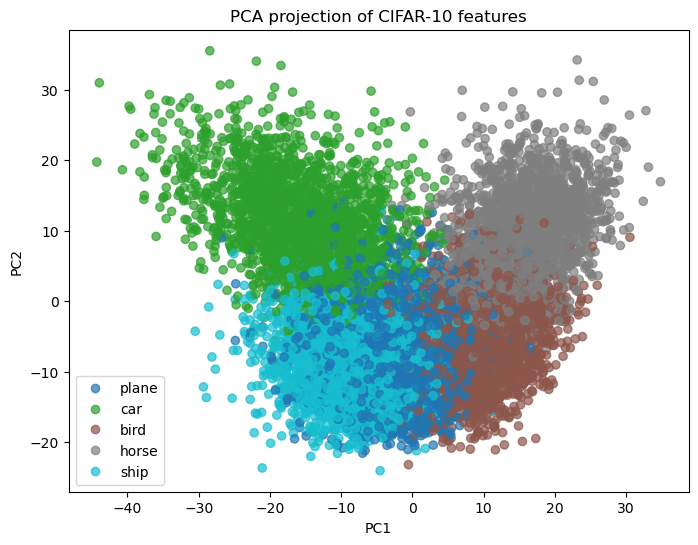 PCA projection of CIFAR-10 features
30
20
10
0
−10
−20
PC2
plane
car
bird
horse
ship
−40 −30 −20 −10 0 10 20 30
PC1